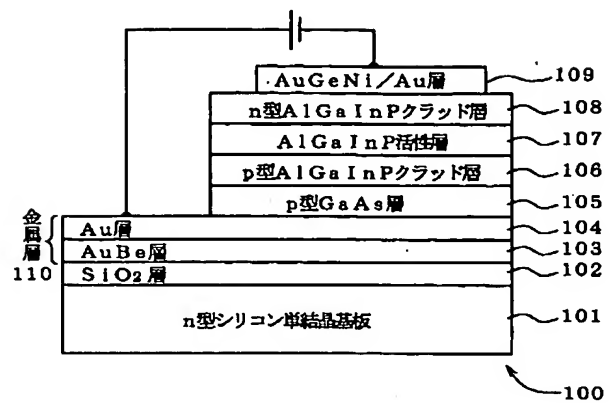 AuGeNi/Au層 109
n型AlGaInPクラッド層 108
AlGaInP活性層 107
p型AlGaInPクラッド層 106
p型GaAs層 105
Au層 104
AuBe層 103
金属層 110
SiO₂層 102
n型シリコン単結晶基板 101
100